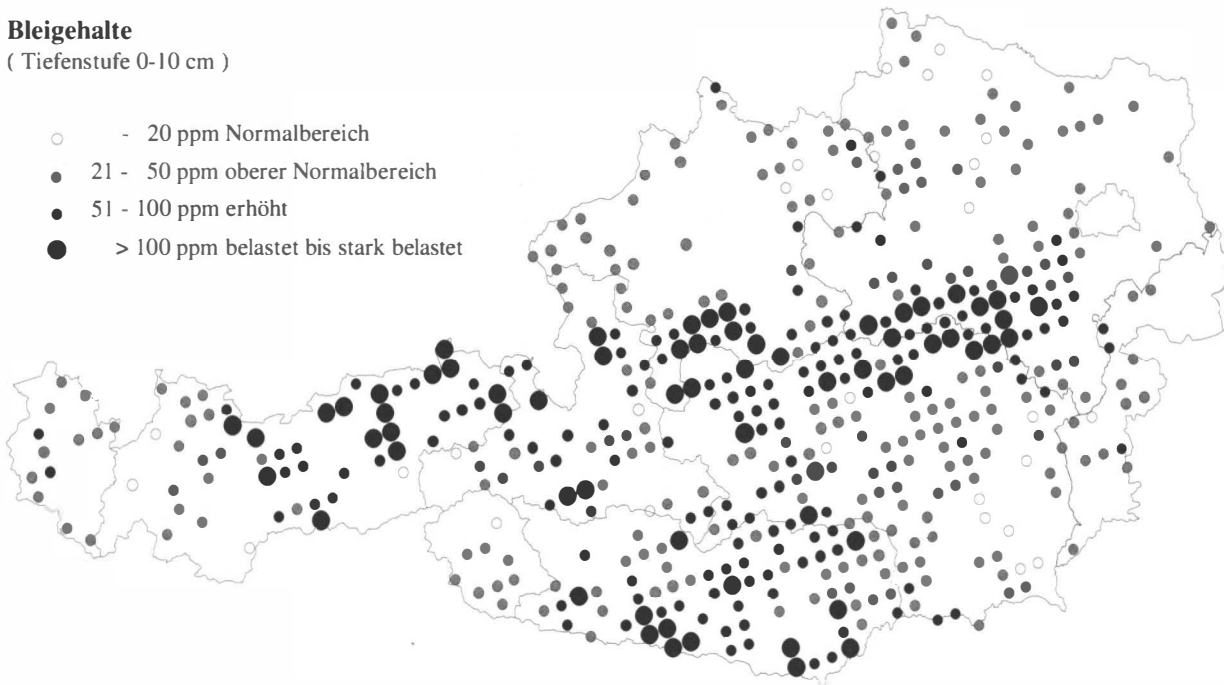 Bleigehalte
( Tiefenstufe 0-10 cm )
- 20 ppm Normalbereich
21 - 50 ppm oberer Normalbereich
51 - 100 ppm erhöht
> 100 ppm belastet bis stark belastet